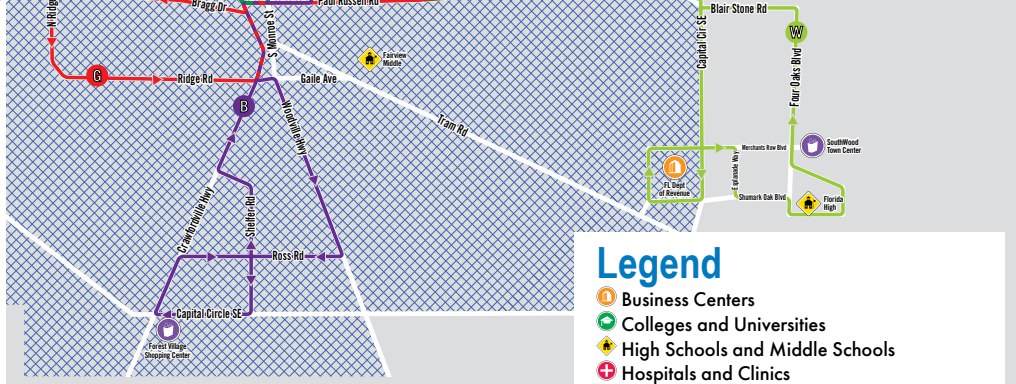 N Ridge
Bragg Dr
Paul Russell Rd
Blair Stone Rd
W
S Monroe St
Capital Cir SE
Four Oaks Blvd
Fairview
Middle
G
Ridge Rd
Gaile Ave
B
Woodville Hwy
Tram Rd
Merchants Row Blvd
SouthWood
Town Center
Esplanade Way
FL Dept
of Revenue
Shumark Oak Blvd
Florida
High
Crawfordville Hwy
Shelfer Rd
Ross Rd
Capital Circle SE
Forest Village
Shopping Center
Legend
Business Centers
Colleges and Universities
High Schools and Middle Schools
Hospitals and Clinics